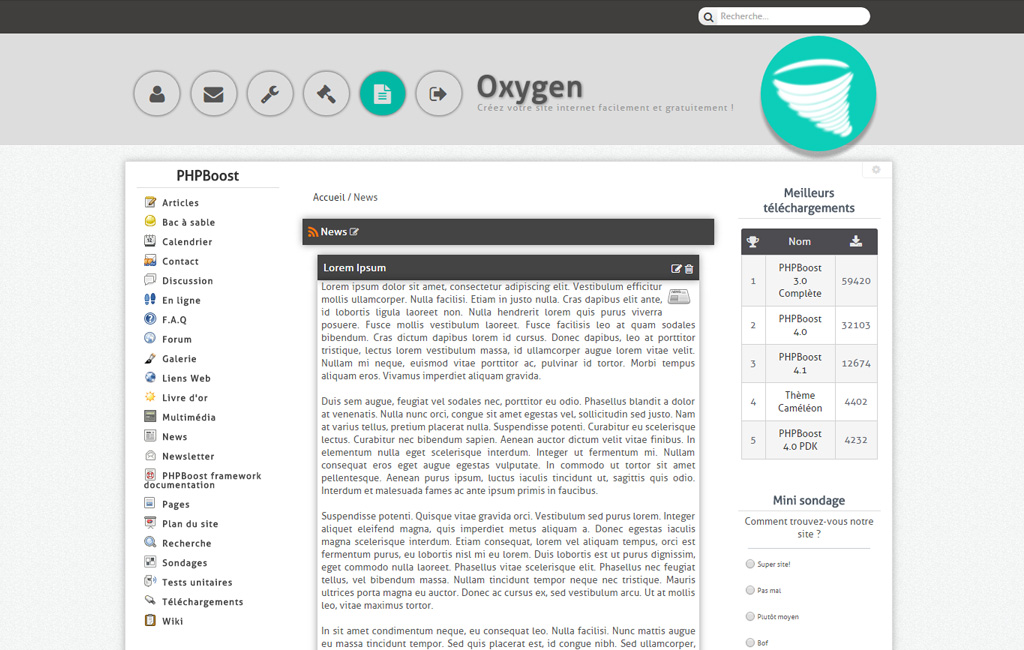 Recherche...
Oxygen
Créez votre site internet facilement et gratuitement !
PHPBoost
Articles
Bac à sable
Calendrier
Contact
Discussion
En ligne
F.A.Q
Forum
Galerie
Liens Web
Livre d'or
Multimédia
News
Newsletter
PHPBoost framework
documentation
Pages
Plan du site
Recherche
Sondages
Tests unitaires
Téléchargements
Wiki
Accueil / News
News
Lorem Ipsum
Lorem ipsum dolor sit amet, consectetur adipiscing elit. Vestibulum efficitur
mollis ullamcorper. Nulla facilisi. Etiam in justo nulla. Cras dapibus elit ante,
id lobortis ligula laoreet non. Nulla hendrerit lorem quis purus viverra
posuere. Fusce mollis vestibulum laoreet. Fusce facilisis leo at quam sodales
bibendum. Cras dictum dapibus lorem id cursus. Donec dapibus, leo at porttitor
tristique, lectus lorem vestibulum massa, id ullamcorper augue lorem vitae velit.
Nullam mi neque, euismod vitae porttitor ac, pulvinar id tortor. Morbi tempus
aliquam eros. Vivamus imperdiet aliquam gravida.
Duis sem augue, feugiat vel sodales nec, porttitor eu odio. Phasellus blandit a dolor
at venenatis. Nulla nunc orci, congue sit amet egestas vel, sollicitudin sed justo. Nam
at varius tellus, pretium placerat nulla. Suspendisse potenti. Curabitur eu scelerisque
lectus. Curabitur nec bibendum sapien. Aenean auctor dictum velit vitae finibus. In
elementum nulla eget scelerisque interdum. Integer ut fermentum mi. Nullam
consequat eros eget augue egestas vulputate. In commodo ut tortor sit amet
pellentesque. Aenean purus ipsum, luctus iaculis tincidunt ut, sagittis quis odio.
Interdum et malesuada fames ac ante ipsum primis in faucibus.
Suspendisse potenti. Quisque vitae gravida orci. Vestibulum sed purus lorem. Integer
aliquet eleifend magna, quis imperdiet metus aliquam a. Donec egestas iaculis
magna scelerisque interdum. Etiam consequat, lorem vel aliquam tempus, orci est
fermentum purus, eu lobortis nisl mi eu lorem. Duis lobortis est ut purus dignissim,
eget commodo nulla laoreet. Phasellus vitae scelerisque elit. Phasellus nec feugiat
tellus, vel bibendum massa. Nullam tincidunt tempor neque nec tristique. Mauris
ultrices porta magna eu auctor. Donec ac cursus ex, sed vestibulum arcu. Ut at mollis
leo, vitae maximus tortor.
In sit amet condimentum neque, eu consequat leo. Nulla facilisi. Nunc mattis augue
eu massa tincidunt tempor. Sed quis placerat est, id congue nibh. Sed ullamcorper,
Meilleurs
téléchargements
Nom
1 PHPBoost 3.0 Complète 59420
2 PHPBoost 4.0 32103
3 PHPBoost 4.1 12674
4 Thème Caméléon 4402
5 PHPBoost 4.0 PDK 4232
Mini sondage
Comment trouvez-vous notre
site ?
Super site!
Pas mal
Plutôt moyen
Bof